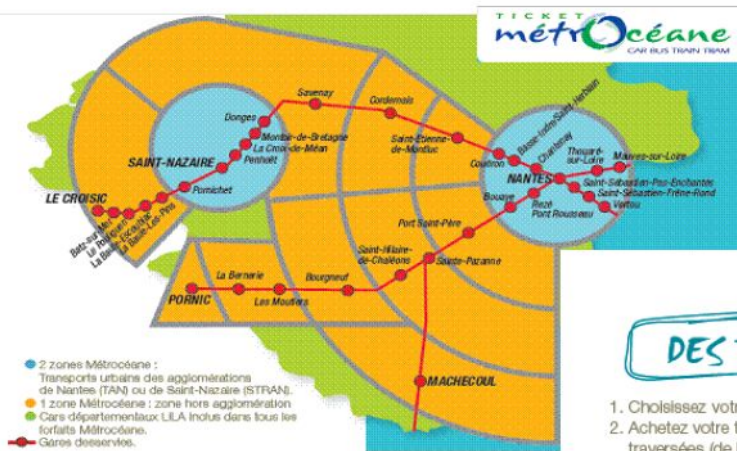 TICKET
métrOcéane
CAR BUS TRAIN TRAM
Savenay
Cordemais
Basse-Indre/Saint-Herblain
Donges
Montoir-de-Bretagne
La Croix-de-Méan
Penhoët
Saint-Étienne-
de-Montluc
Couëron
Chantenay
Thouaré-
sur-Loire
Mauves-sur-Loire
SAINT-NAZAIRE
NANTES
Pornichet
Saint-Sébastien-Pas-Enchantés
Saint-Sébastien-Frêne-Rond
LE CROISIC
Bouaye
Rezé
Pont Rousseau
Vertou
Batz-sur-Mer
Le Pouliguen
La Baule-Escoublac
La Baule-Les-Pins
Port Saint-Père
Saint-Hilaire-
de-Chaléons
Sainte-Pazanne
La Bernerie
Bourgneuf
PORNIC
Les Moutiers
MACHECOUL
2 zones Métrocéane :
Transports urbains des agglomérations
de Nantes (TAN) ou de Saint-Nazaire (STRAN).
1 zone Métrocéane : zone hors agglomération
Cars départementaux LILA inclus dans tous les
forfaits Métrocéane.
Gares desservies.
DES
1. Choisissez votr
2. Achetez votre
traversées (de